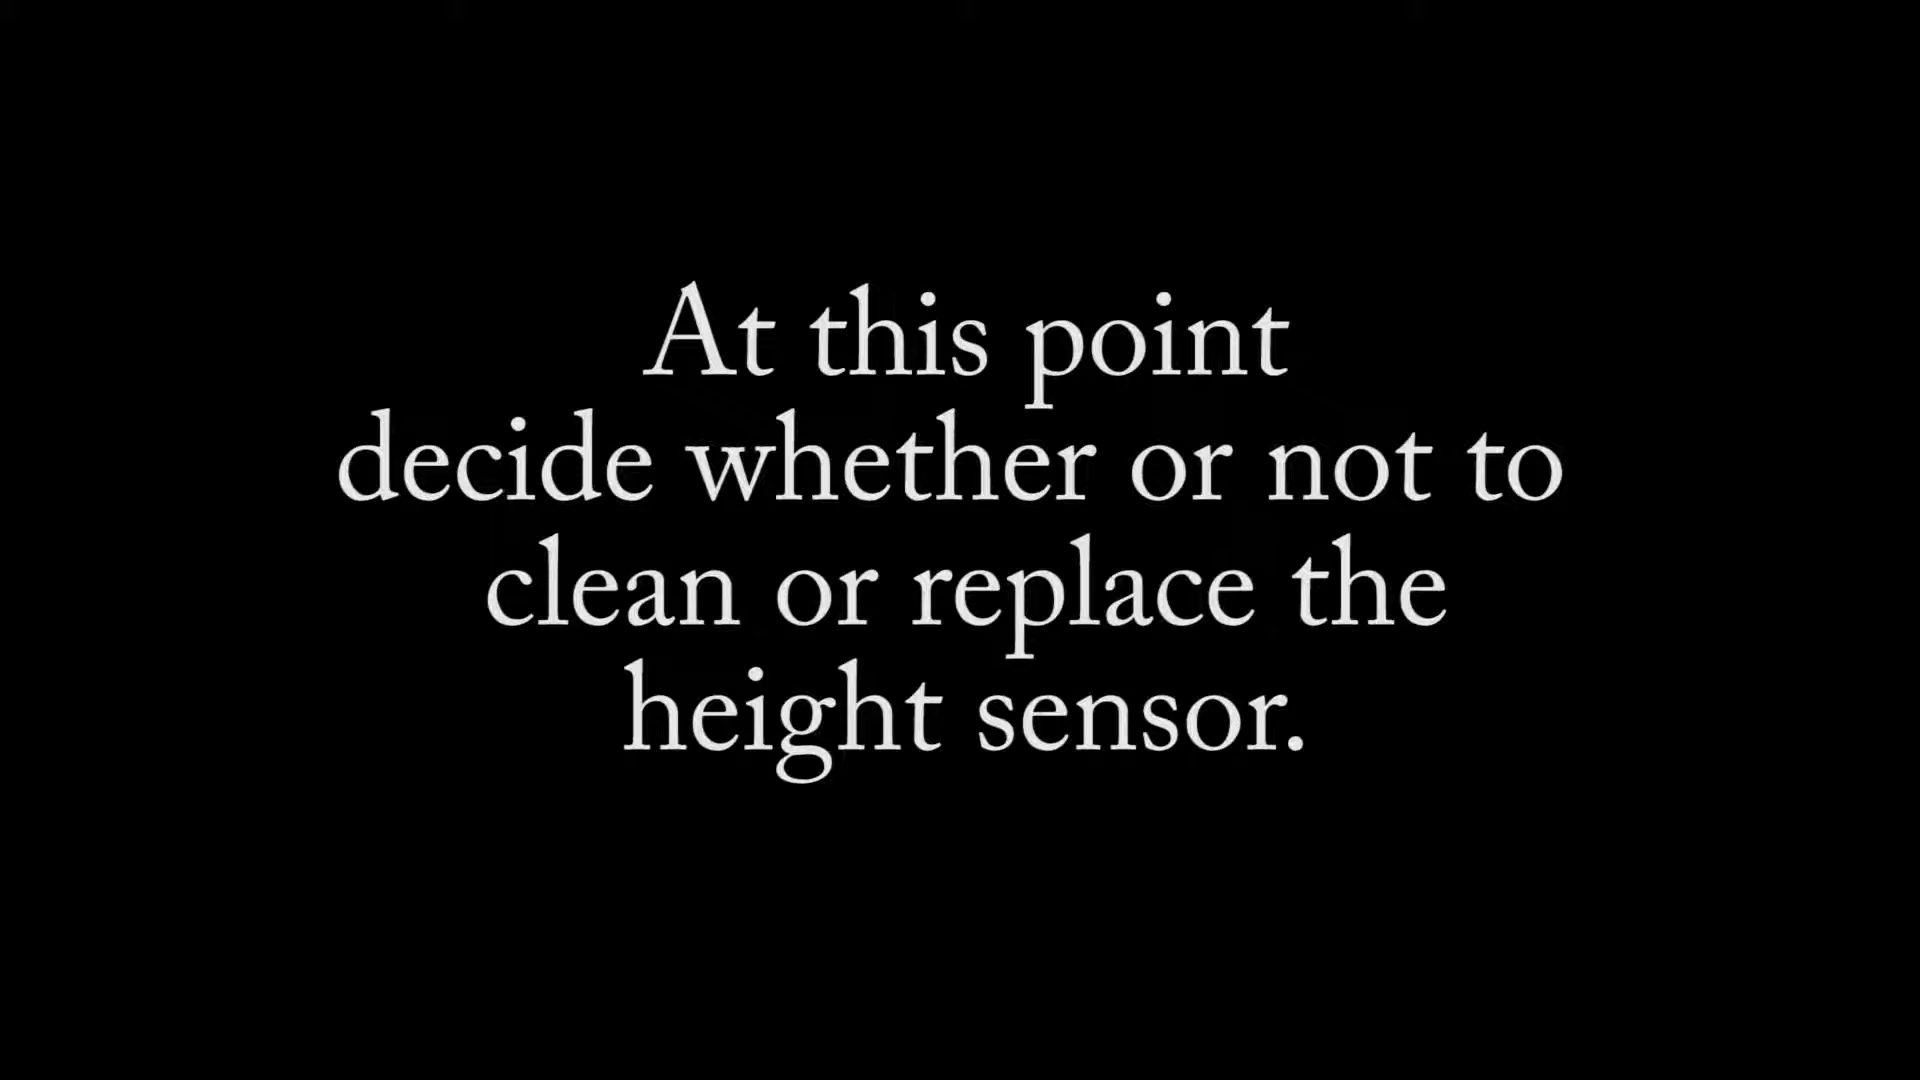 At this point
decide whether or not to
clean or replace the
height sensor.